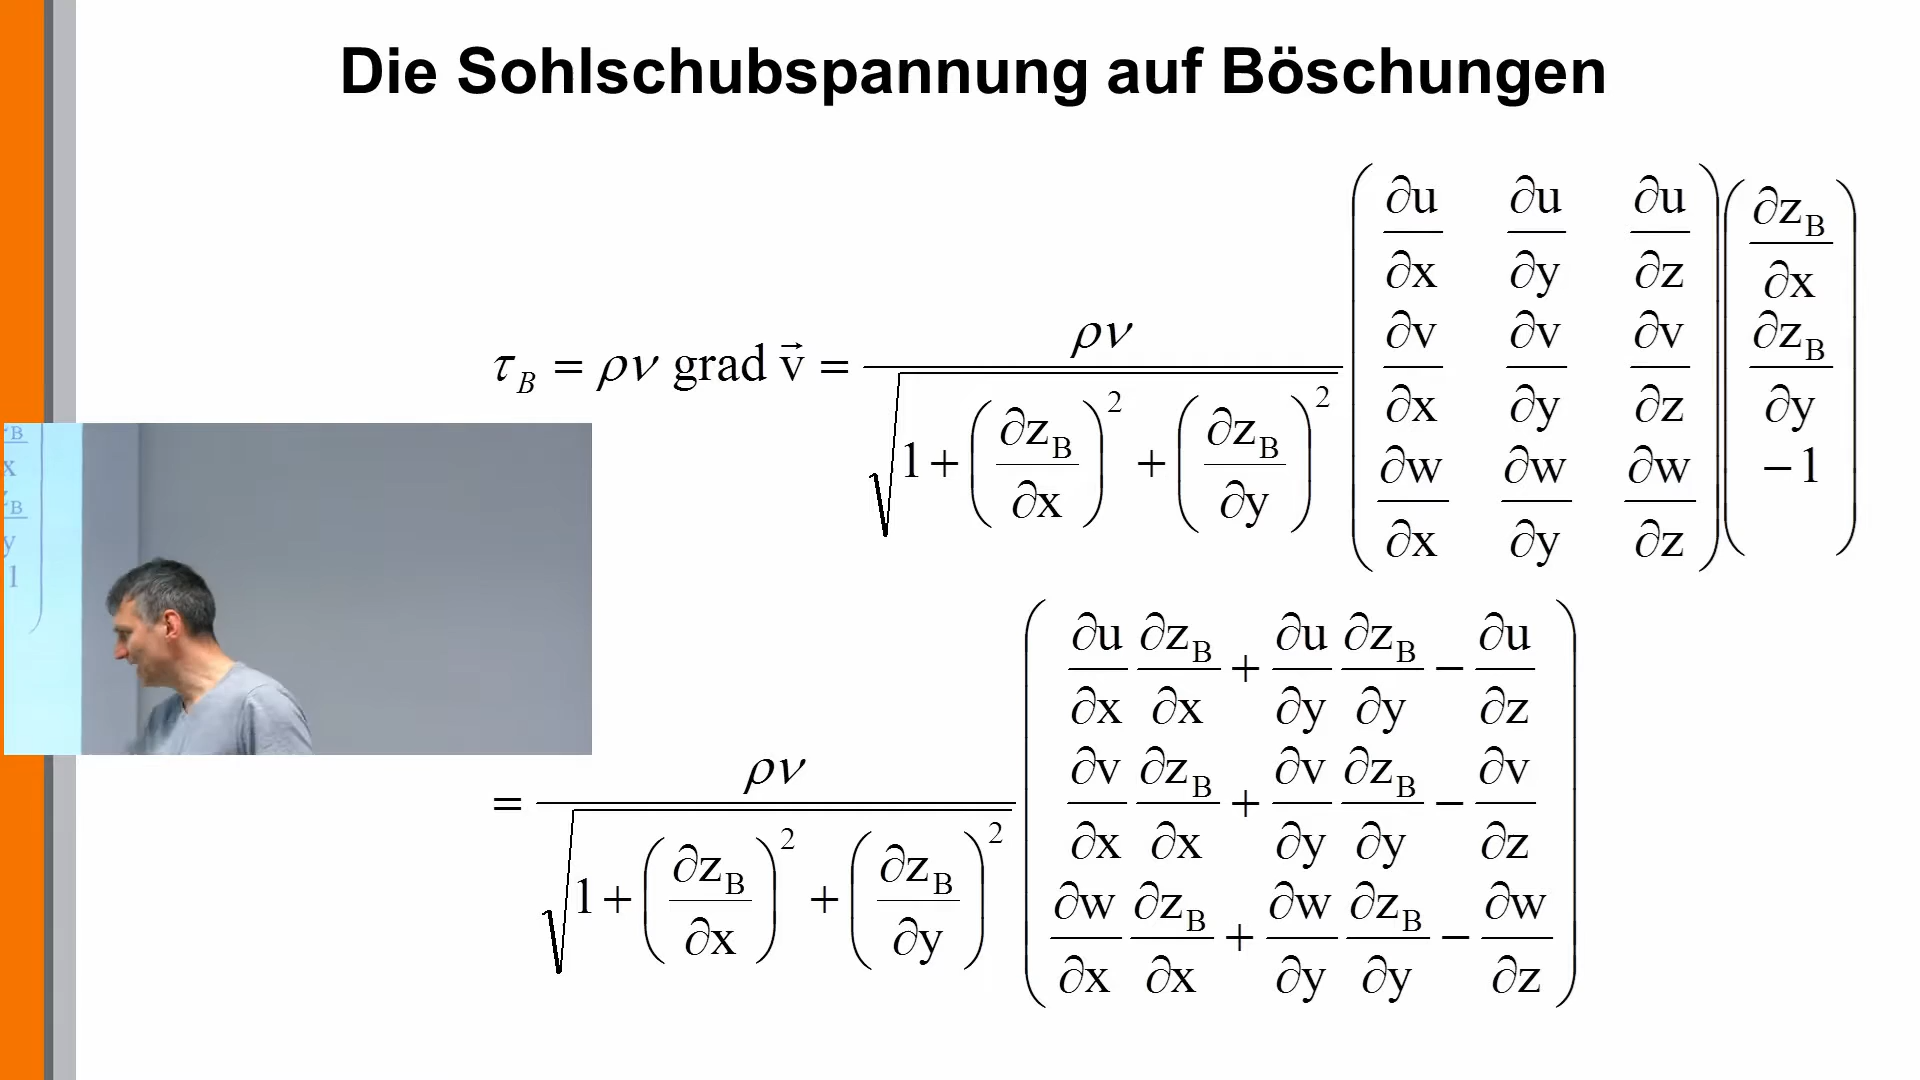 Die Sohlschubspannung auf Böschungen
τ_B = ρν grad v⃗ = ρν / √(1 + (∂z_B/∂x)² + (∂z_B/∂y)²) (∂u/∂x ∂u/∂y ∂u/∂z; ∂v/∂x ∂v/∂y ∂v/∂z; ∂w/∂x ∂w/∂y ∂w/∂z) (∂z_B/∂x; ∂z_B/∂y; −1)
= ρν / √(1 + (∂z_B/∂x)² + (∂z_B/∂y)²) (∂u/∂x ∂z_B/∂x + ∂u/∂y ∂z_B/∂y − ∂u/∂z; ∂v/∂x ∂z_B/∂x + ∂v/∂y ∂z_B/∂y − ∂v/∂z; ∂w/∂x ∂z_B/∂x + ∂w/∂y ∂z_B/∂y − ∂w/∂z)